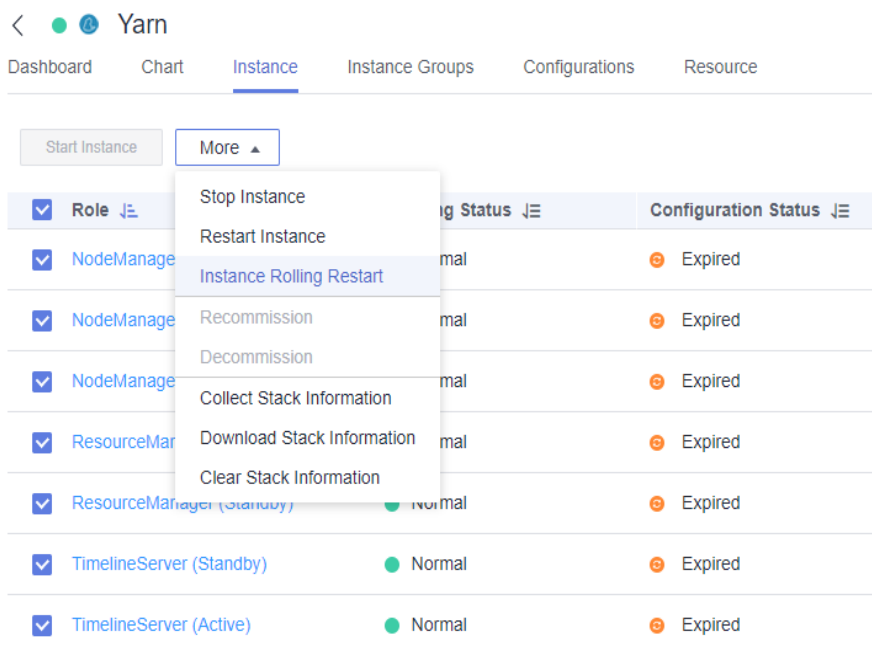 Yarn
Dashboard Chart Instance Instance Groups Configurations Resource
Start Instance More
Stop Instance
Restart Instance
Instance Rolling Restart
Recommission
Decommission
Collect Stack Information
Download Stack Information
Clear Stack Information
Role Status Configuration Status
Expired
Expired
Expired
Expired
ResourceManager (Standby) Normal Expired
TimelineServer (Standby) Normal Expired
TimelineServer (Active) Normal Expired